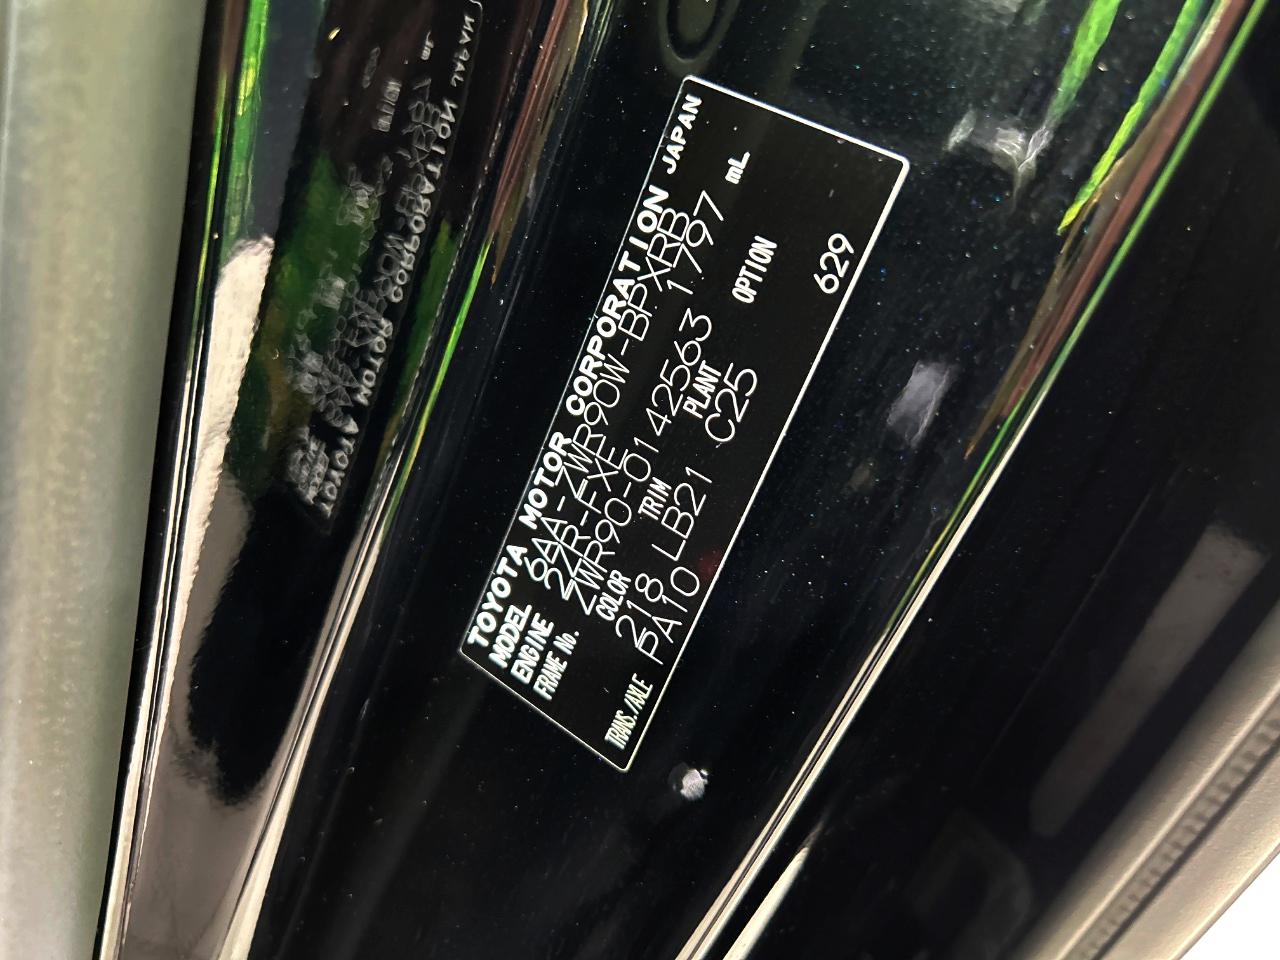 TOYOTA MOTOR CORPORATION JAPAN
MODEL 6AA-ZWR90W-BPXRB
ENGINE 2ZR-FXE 1797 mL
FRAME No. ZWR90-0142563
COLOR TRIM PLANT OPTION
218 LB21 C25 629
TRANS./AXLE PA10